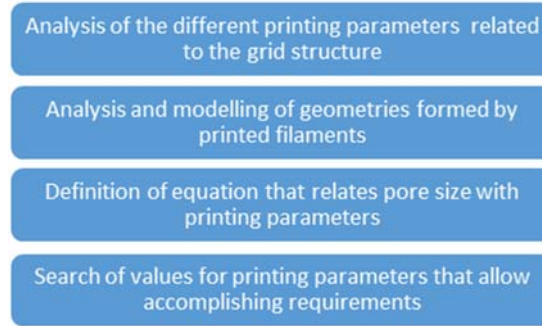 Analysis of the different printing parameters related
to the grid structure
Analysis and modelling of geometries formed by
printed filaments
Definition of equation that relates pore size with
printing parameters
Search of values for printing parameters that allow
accomplishing requirements